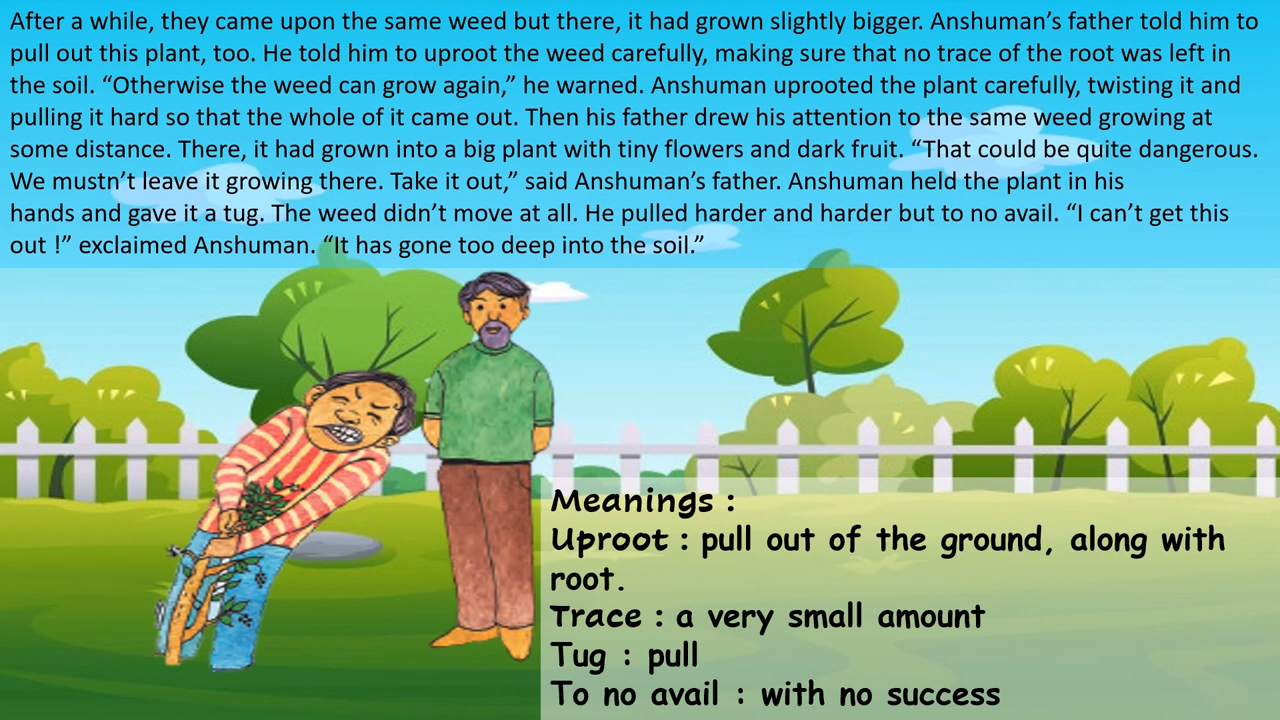 After a while, they came upon the same weed but there, it had grown slightly bigger. Anshuman’s father told him to
pull out this plant, too. He told him to uproot the weed carefully, making sure that no trace of the root was left in
the soil. “Otherwise the weed can grow again,” he warned. Anshuman uprooted the plant carefully, twisting it and
pulling it hard so that the whole of it came out. Then his father drew his attention to the same weed growing at
some distance. There, it had grown into a big plant with tiny flowers and dark fruit. “That could be quite dangerous.
We mustn’t leave it growing there. Take it out,” said Anshuman’s father. Anshuman held the plant in his
hands and gave it a tug. The weed didn’t move at all. He pulled harder and harder but to no avail. “I can’t get this
out !” exclaimed Anshuman. “It has gone too deep into the soil.”
Meanings :
Uproot : pull out of the ground, along with
root.
Trace : a very small amount
Tug : pull
To no avail : with no success